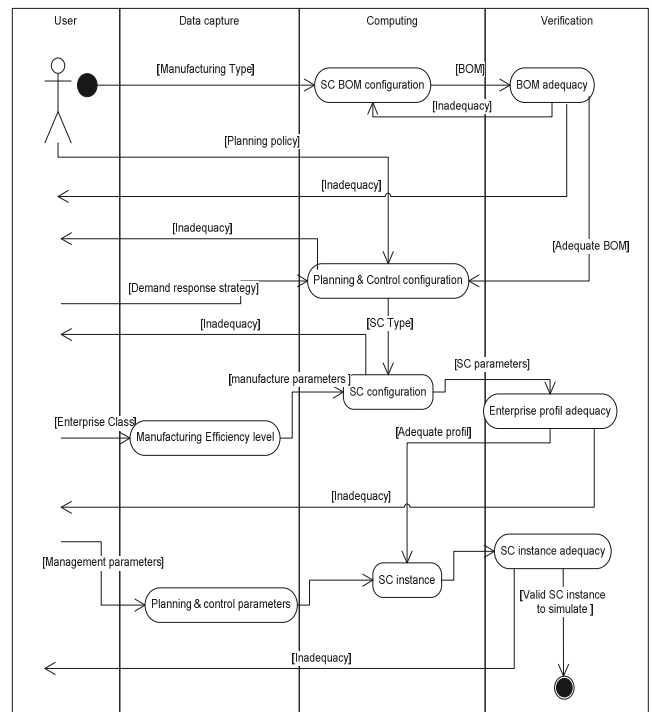 User
Data capture
Computing
Verification
[Manufacturing Type]
SC BOM configuration
[BOM]
BOM adequacy
[Inadequacy]
[Planning policy]
[Inadequacy]
[Inadequacy]
[Adequate BOM]
Planning & Control configuration
[Demand response strategy]
[Inadequacy]
[SC Type]
[SC parameters]
[manufacture parameters ]
SC configuration
Enterprise profil adequacy
[Enterprise Class]
Manufacturing Efficiency level
[Adequate profil]
[Inadequacy]
SC instance adequacy
[Management parameters]
SC instance
Planning & control parameters
[Valid SC instance
to simulate ]
[Inadequacy]